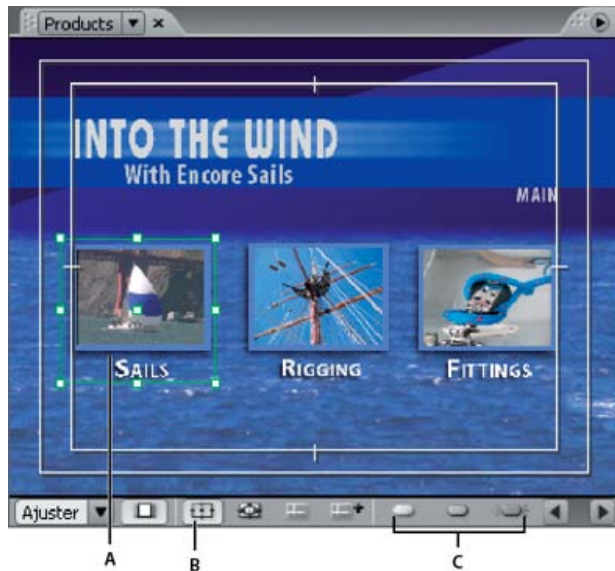 Products
INTO THE WIND
With Encore Sails
MAIN
SAILS
RIGGING
FITTINGS
Ajuster
A
B
C